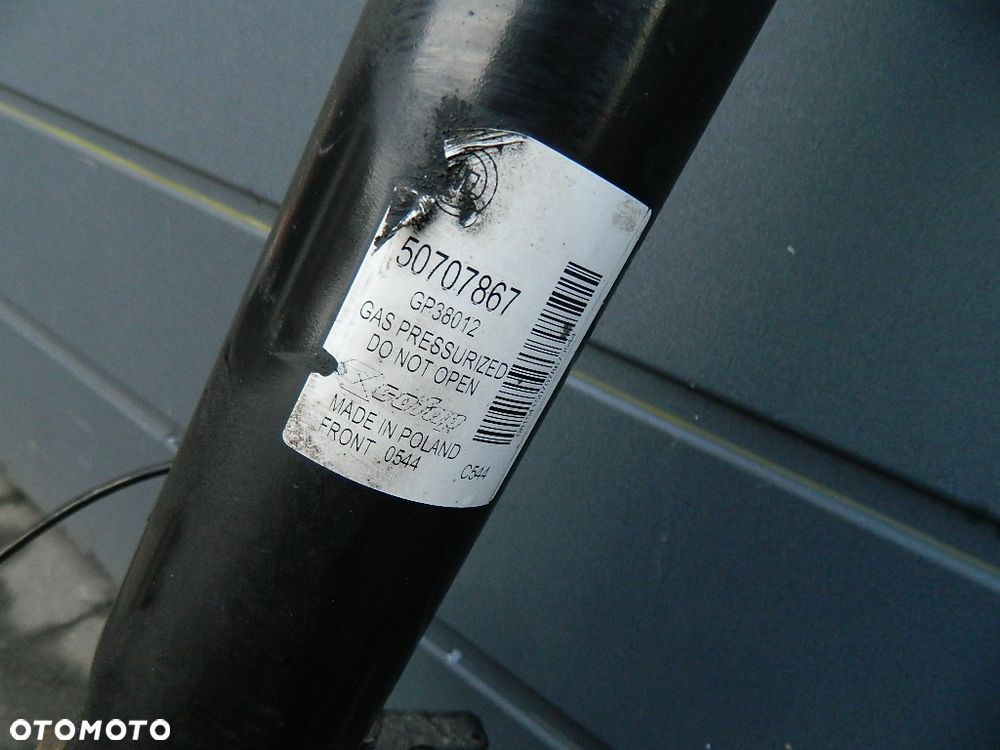 50707867
GP38012
GAS PRESSURIZED
DO NOT OPEN
MADE IN POLAND
FRONT 0544
C544
OTOMOTO